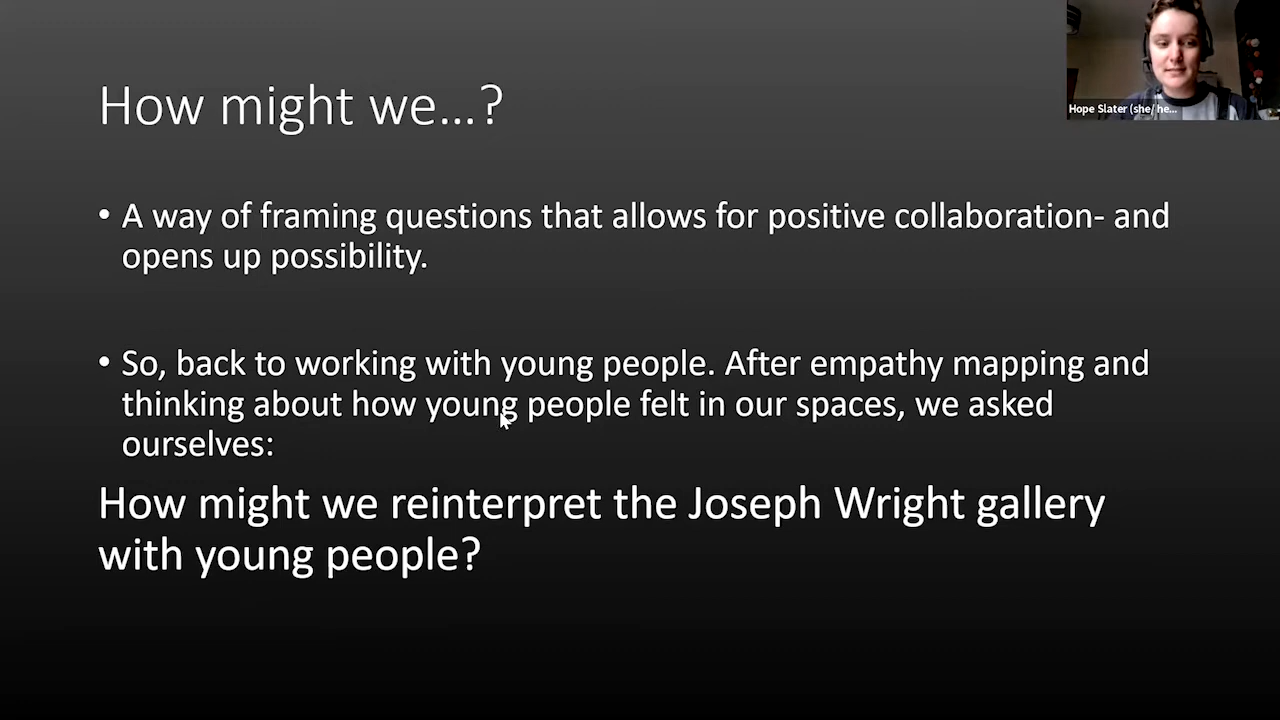 How might we...?
Hope Slater (she/ he...
• A way of framing questions that allows for positive collaboration- and
opens up possibility.
• So, back to working with young people. After empathy mapping and
thinking about how young people felt in our spaces, we asked
ourselves:
How might we reinterpret the Joseph Wright gallery
with young people?